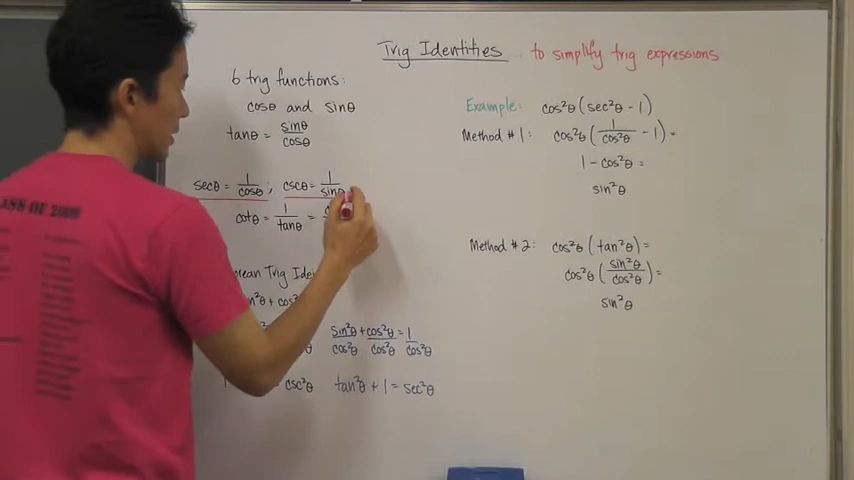 Trig Identities ... to simplify trig expressions
6 trig functions:
cosθ and sinθ
tanθ = sinθ/cosθ
secθ = 1/cosθ ; cscθ = 1/sinθ
cotθ = 1/tanθ =
Trig
sin²θ/cos²θ + cos²θ/cos²θ = 1/cos²θ
csc²θ
tan²θ + 1 = sec²θ
Example: cos²θ(sec²θ - 1)
Method #1: cos²θ(1/cos²θ - 1) =
1 - cos²θ =
sin²θ
Method #2: cos²θ(tan²θ) =
cos²θ(sin²θ/cos²θ) =
sin²θ
OF 2009